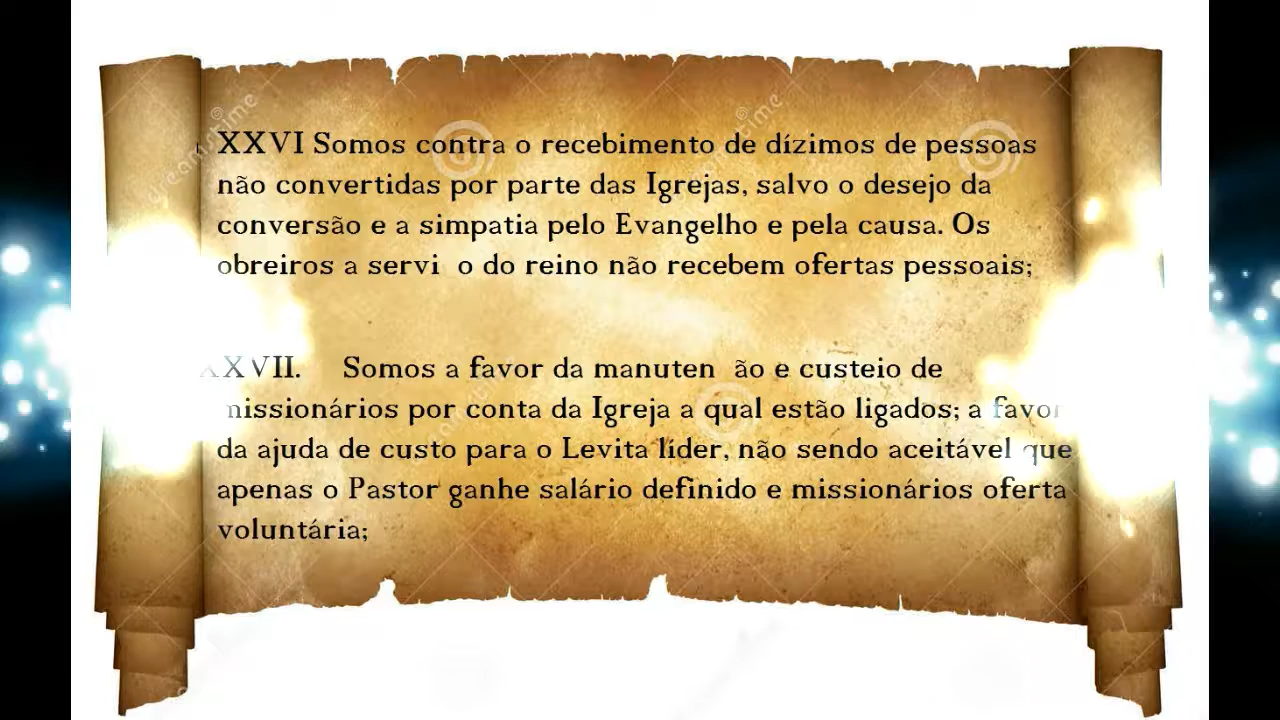 XXVI Somos contra o recebimento de dízimos de pessoas
não convertidas por parte das Igrejas, salvo o desejo da
conversão e a simpatia pelo Evangelho e pela causa. Os
obreiros a servi o do reino não recebem ofertas pessoais;
XXVII. Somos a favor da manuten ão e custeio de
missionários por conta da Igreja a qual estão ligados; a favor
da ajuda de custo para o Levita líder, não sendo aceitável que
apenas o Pastor ganhe salário definido e missionários oferta
voluntária;